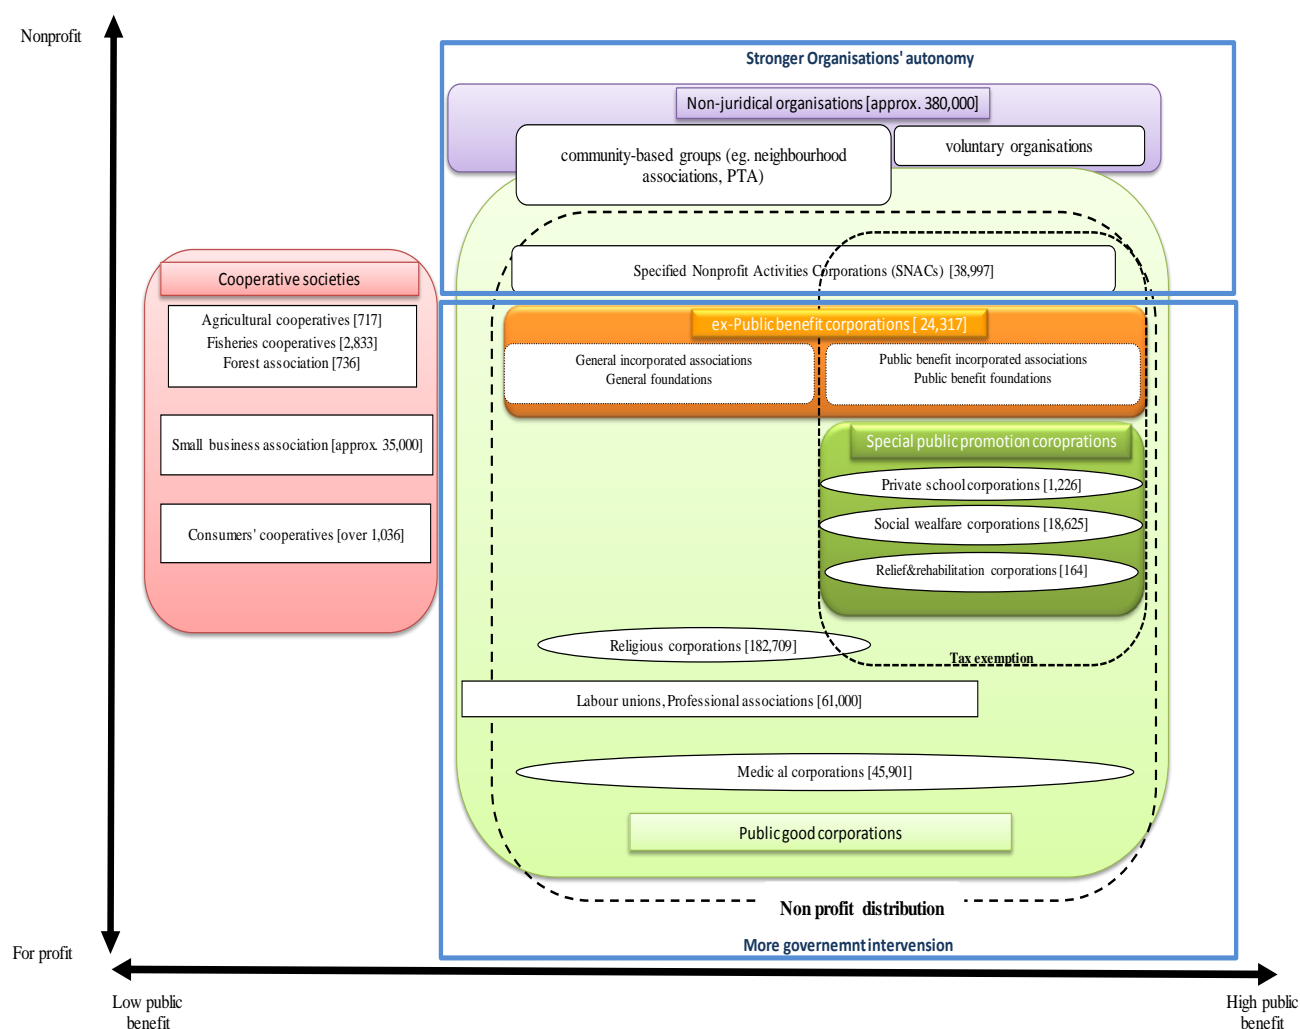 Nonprofit
Stronger Organisations' autonomy
Non-juridical organisations [approx. 380,000]
community-based groups (eg. neighbourhood
associations, PTA)
voluntary organisations
Specified Nonprofit Activities Corporations (SNACs) [38,997]
Cooperative societies
Agricultural cooperatives [717]
Fisheries cooperatives [2,833]
Forest association [736]
Small business association [approx. 35,000]
Consumers' cooperatives [over 1,036]
ex-Public benefit corporations [ 24,317]
General incorporated associations
General foundations
Public benefit incorporated associations
Public benefit foundations
Special public promotion coroprations
Private school corporations [1,226]
Social wealfare corporations [18,625]
Relief&rehabilitation corporations [164]
Religious corporations [182,709]
Tax exemption
Labour unions, Professional associations [61,000]
Medic al corporations [45,901]
Public good corporations
Non profit distribution
More governemnt intervention
For profit
Low public
benefit
High public
benefit